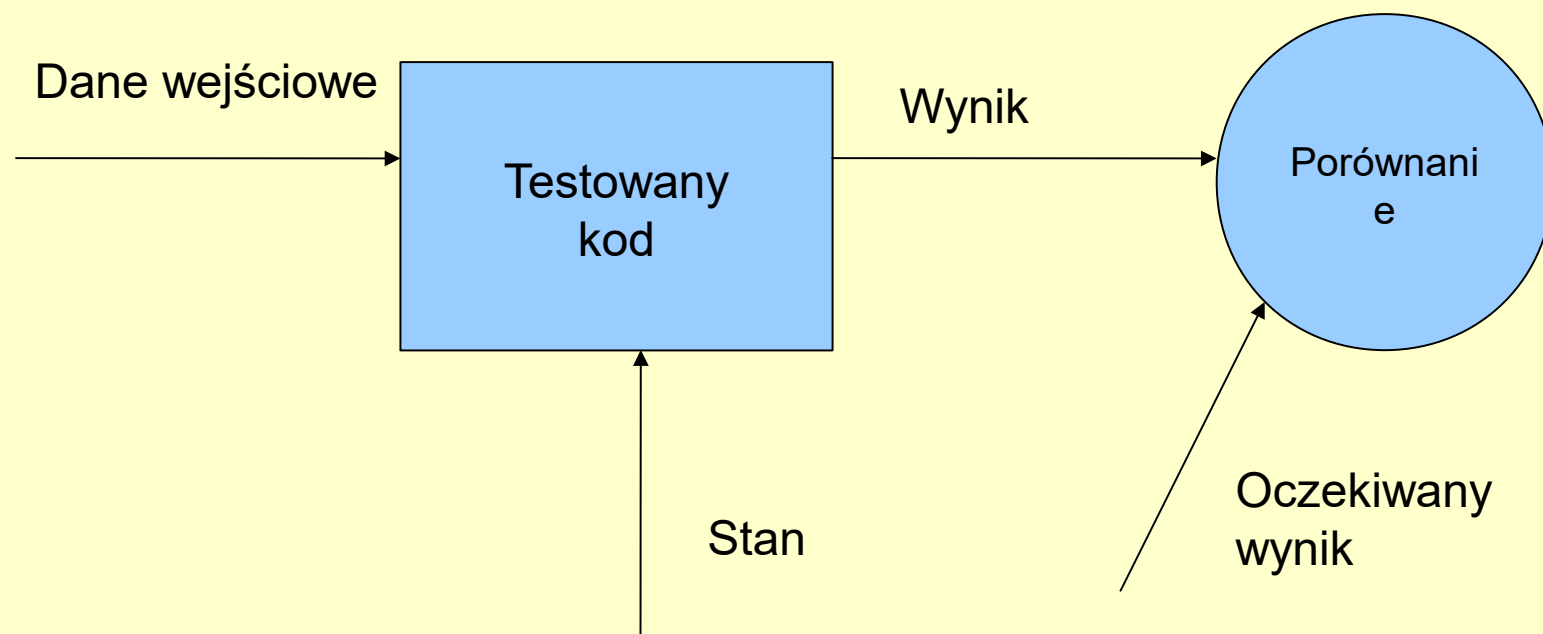 Dane wejściowe
Wynik
Testowany
kod
Porównani
e
Stan
Oczekiwany
wynik